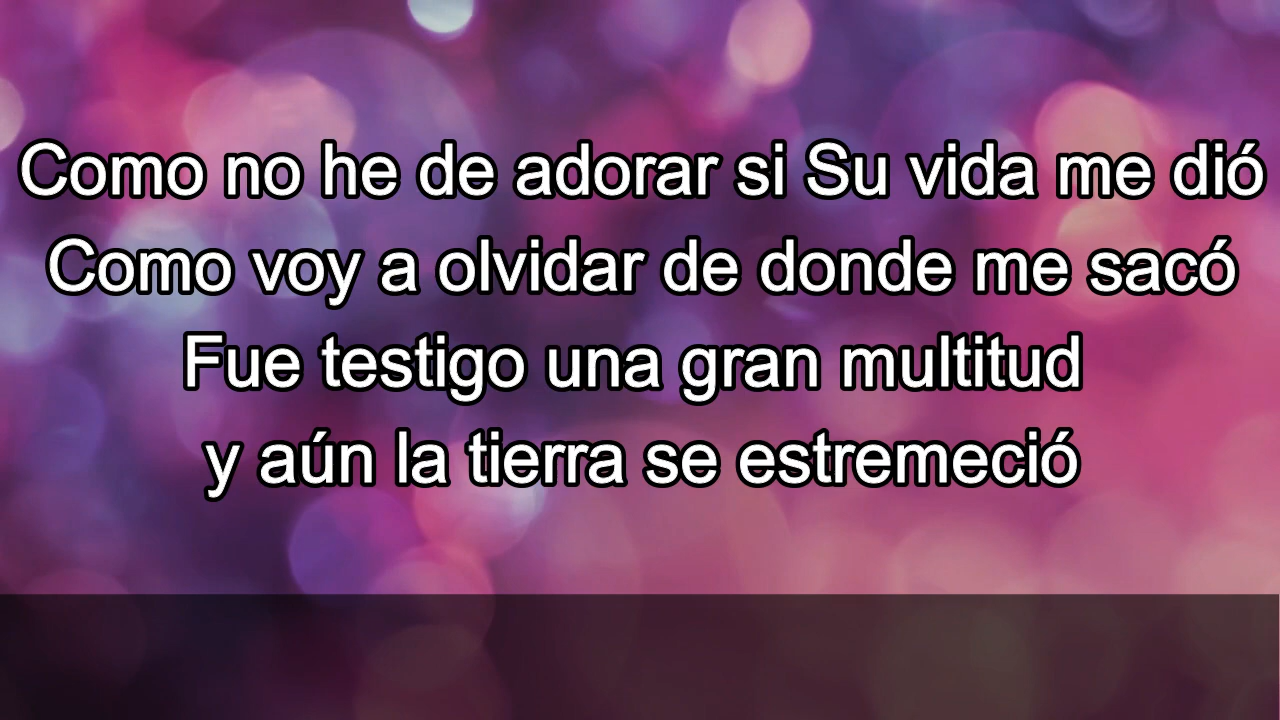 Como no he de adorar si Su vida me dió
Como voy a olvidar de donde me sacó
Fue testigo una gran multitud
y aún la tierra se estremeció